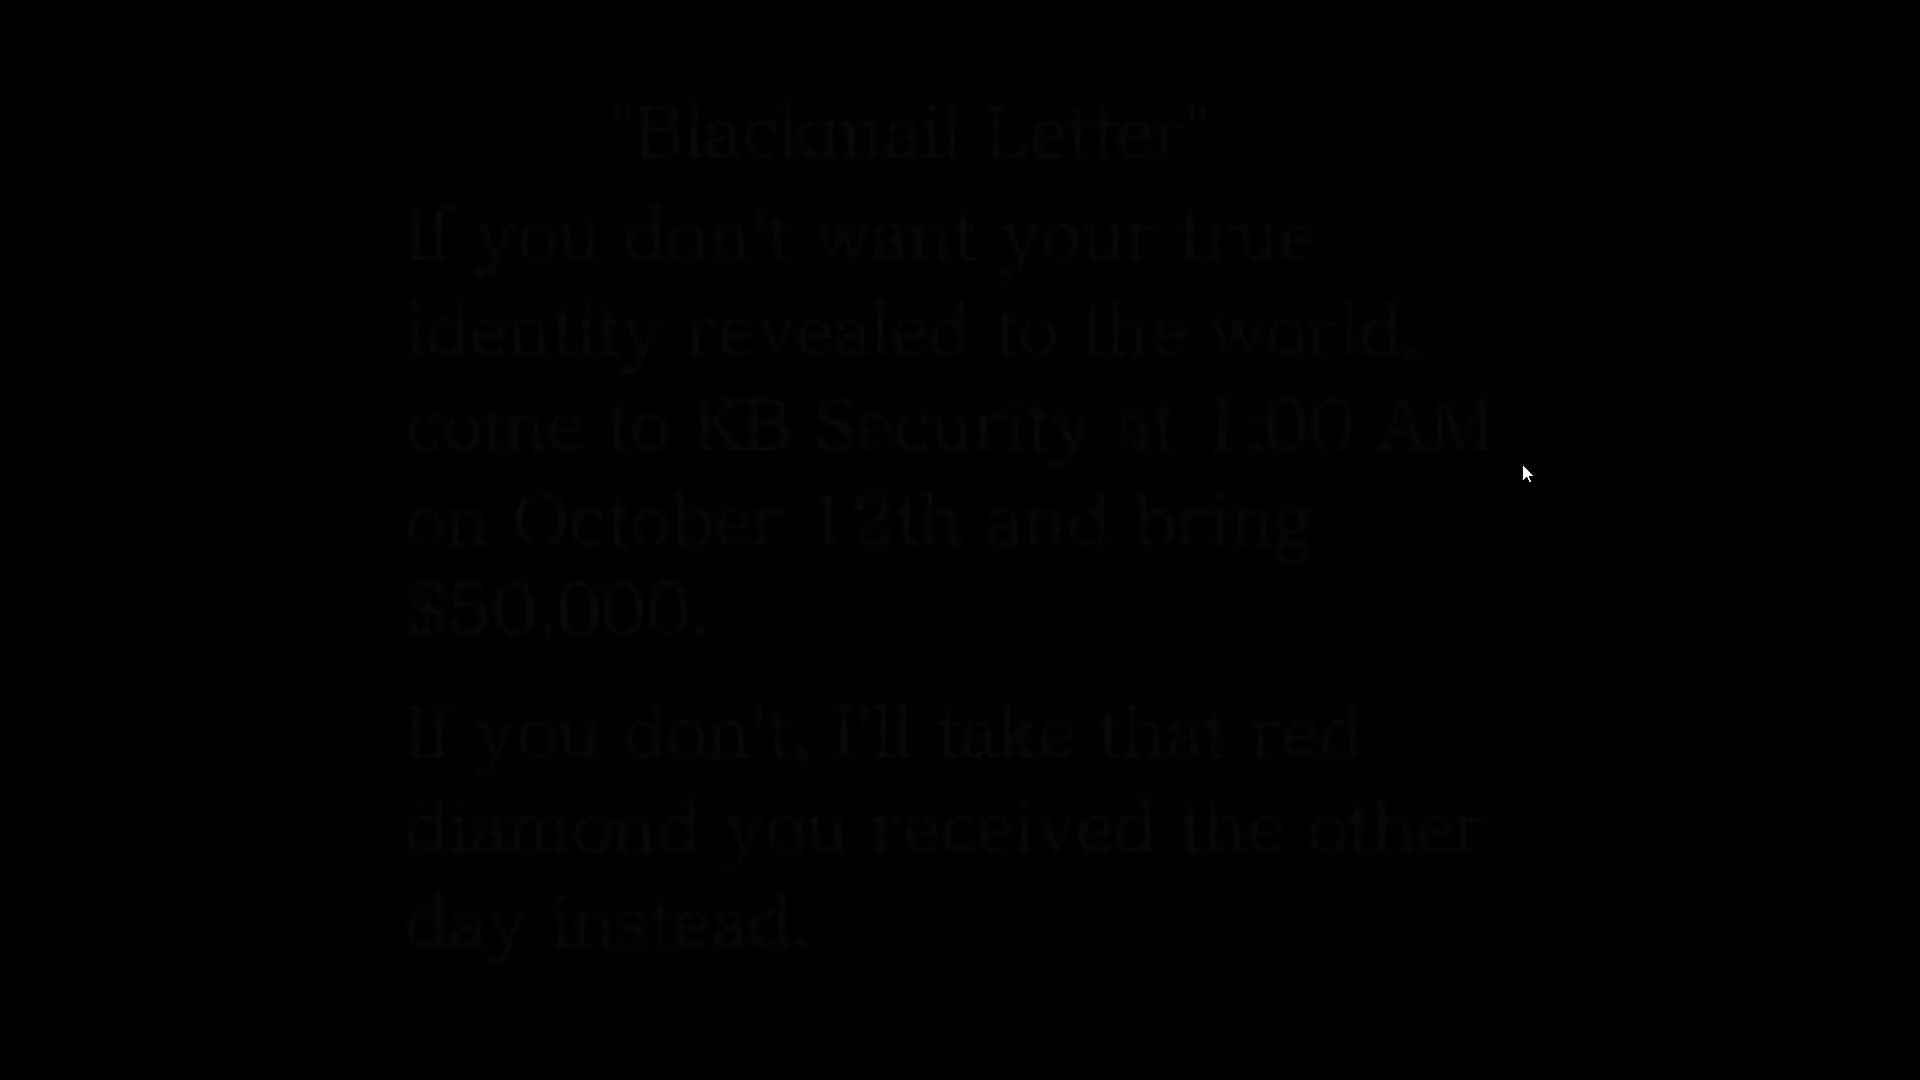 "Blackmail Letter"
If you don't want your true
identity revealed to the world,
come to KB Security at 1:00 AM
on October 12th and bring
$50,000.
If you don't, I'll take that red
diamond you received the other
day instead.